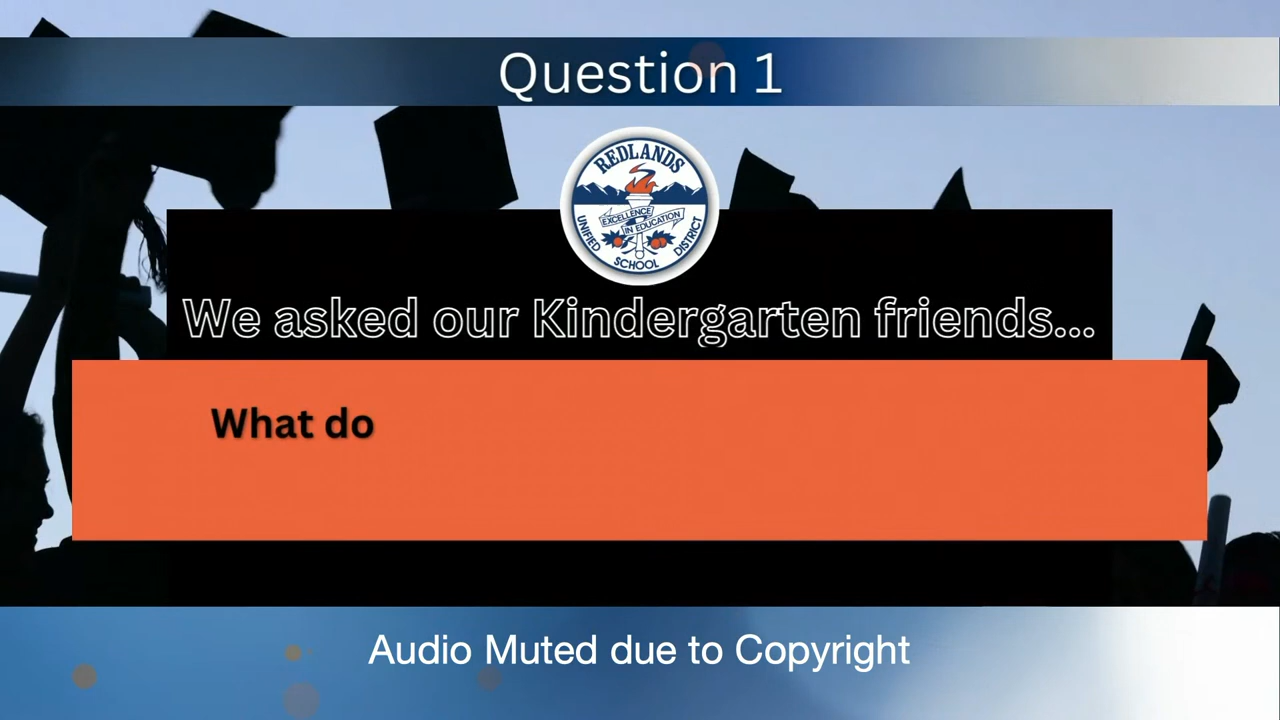 Question 1
REDLANDS
EXCELLENCE
IN EDUCATION
UNIFIED SCHOOL DISTRICT
We asked our Kindergarten friends...
What do
Audio Muted due to Copyright